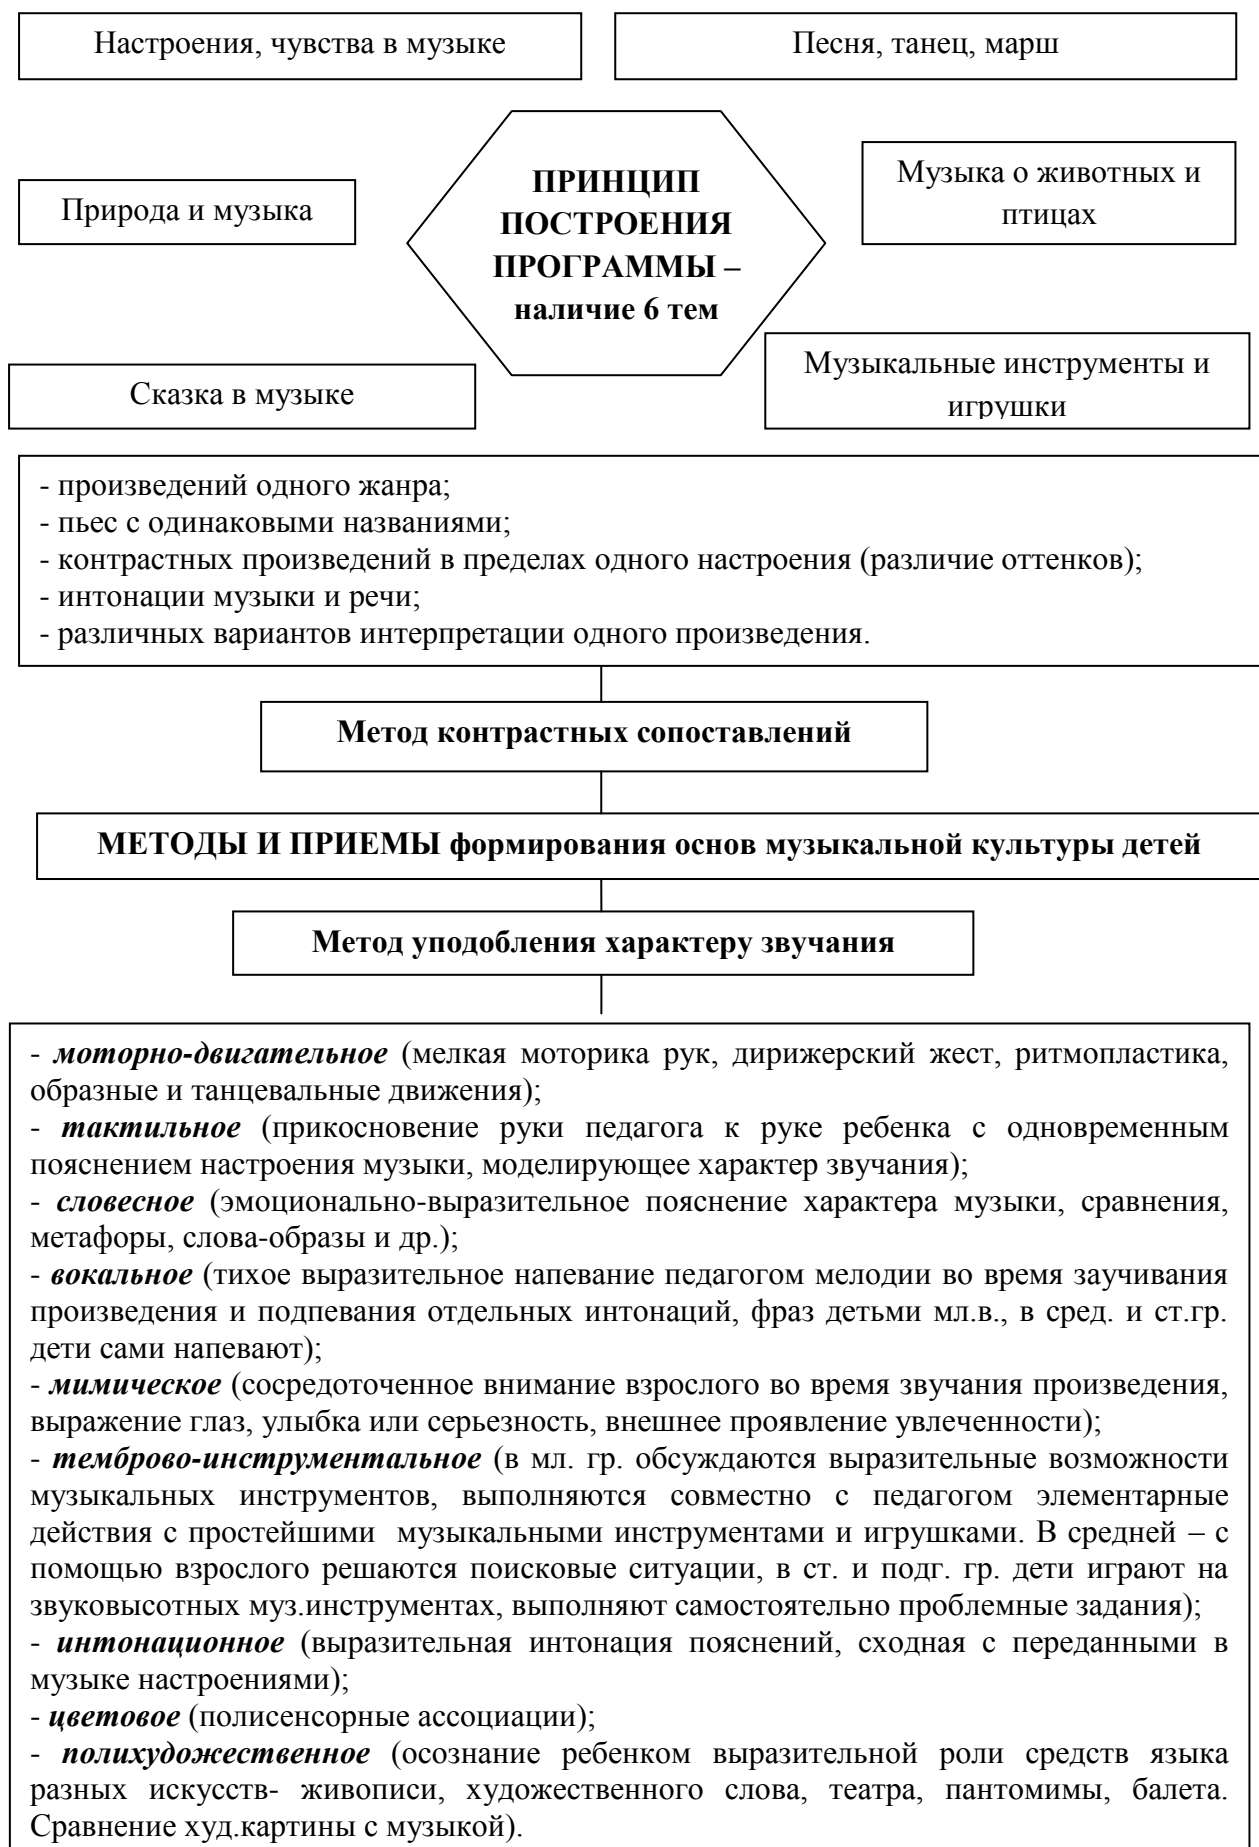 Настроения, чувства в музыке
Песня, танец, марш
Природа и музыка
ПРИНЦИП
ПОСТРОЕНИЯ
ПРОГРАММЫ –
наличие 6 тем
Музыка о животных и
птицах
Сказка в музыке
Музыкальные инструменты и
игрушки
- произведений одного жанра;
- пьес с одинаковыми названиями;
- контрастных произведений в пределах одного настроения (различие оттенков);
- интонации музыки и речи;
- различных вариантов интерпретации одного произведения.
Метод контрастных сопоставлений
МЕТОДЫ И ПРИЕМЫ формирования основ музыкальной культуры детей
Метод уподобления характеру звучания
- моторно-двигательное (мелкая моторика рук, дирижерский жест, ритмопластика,
образные и танцевальные движения);
- тактильное (прикосновение руки педагога к руке ребенка с одновременным
пояснением настроения музыки, моделирующее характер звучания);
- словесное (эмоционально-выразительное пояснение характера музыки, сравнения,
метафоры, слова-образы и др.);
- вокальное (тихое выразительное напевание педагогом мелодии во время заучивания
произведения и подпевания отдельных интонаций, фраз детьми мл.в., в сред. и ст.гр.
дети сами напевают);
- мимическое (сосредоточенное внимание взрослого во время звучания произведения,
выражение глаз, улыбка или серьезность, внешнее проявление увлеченности);
- темброво-инструментальное (в мл. гр. обсуждаются выразительные возможности
музыкальных инструментов, выполняются совместно с педагогом элементарные
действия с простейшими музыкальными инструментами и игрушками. В средней – с
помощью взрослого решаются поисковые ситуации, в ст. и подг. гр. дети играют на
звуковысотных муз.инструментах, выполняют самостоятельно проблемные задания);
- интонационное (выразительная интонация пояснений, сходная с переданными в
музыке настроениями);
- цветовое (полисенсорные ассоциации);
- полихудожественное (осознание ребенком выразительной роли средств языка
разных искусств- живописи, художественного слова, театра, пантомимы, балета.
Сравнение худ.картины с музыкой).